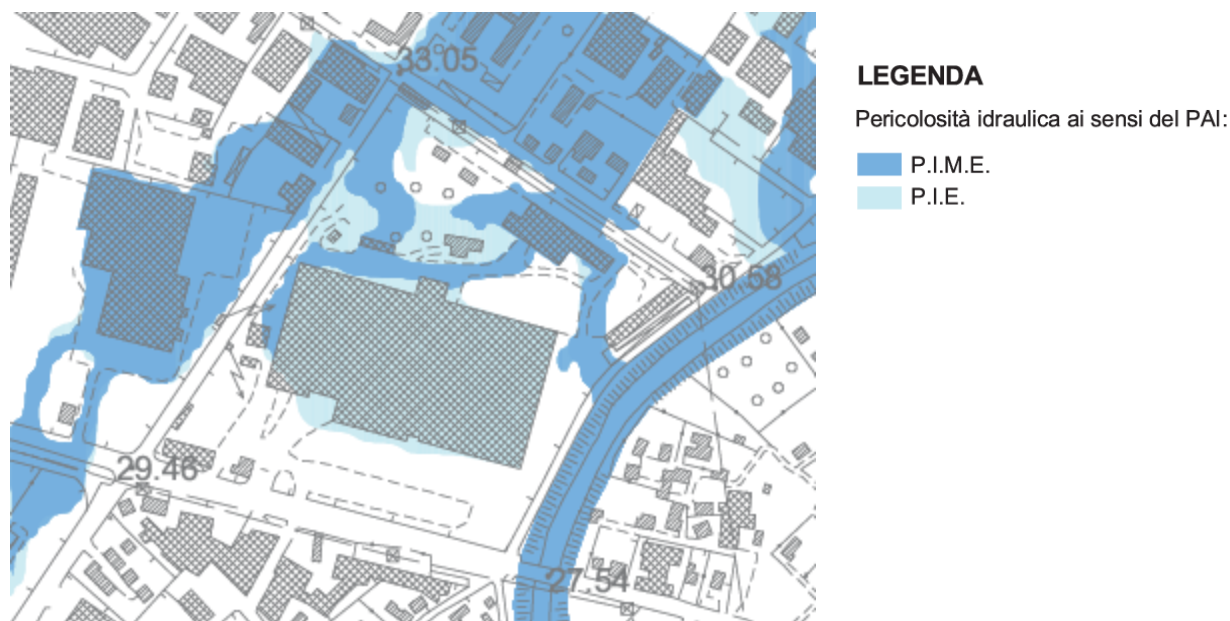 33.05
30.58
29.46
27.54
LEGENDA
Pericolosità idraulica ai sensi del PAI:
P.I.M.E.
P.I.E.